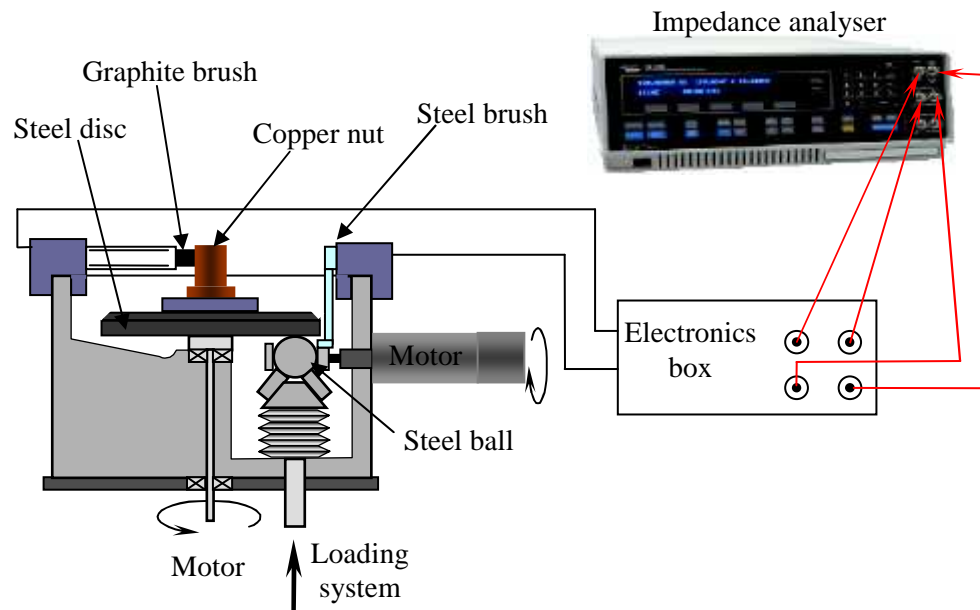 Impedance analyser
Graphite brush
Steel disc
Copper nut
Steel brush
Motor
Electronics
box
Steel ball
Motor
Loading
system